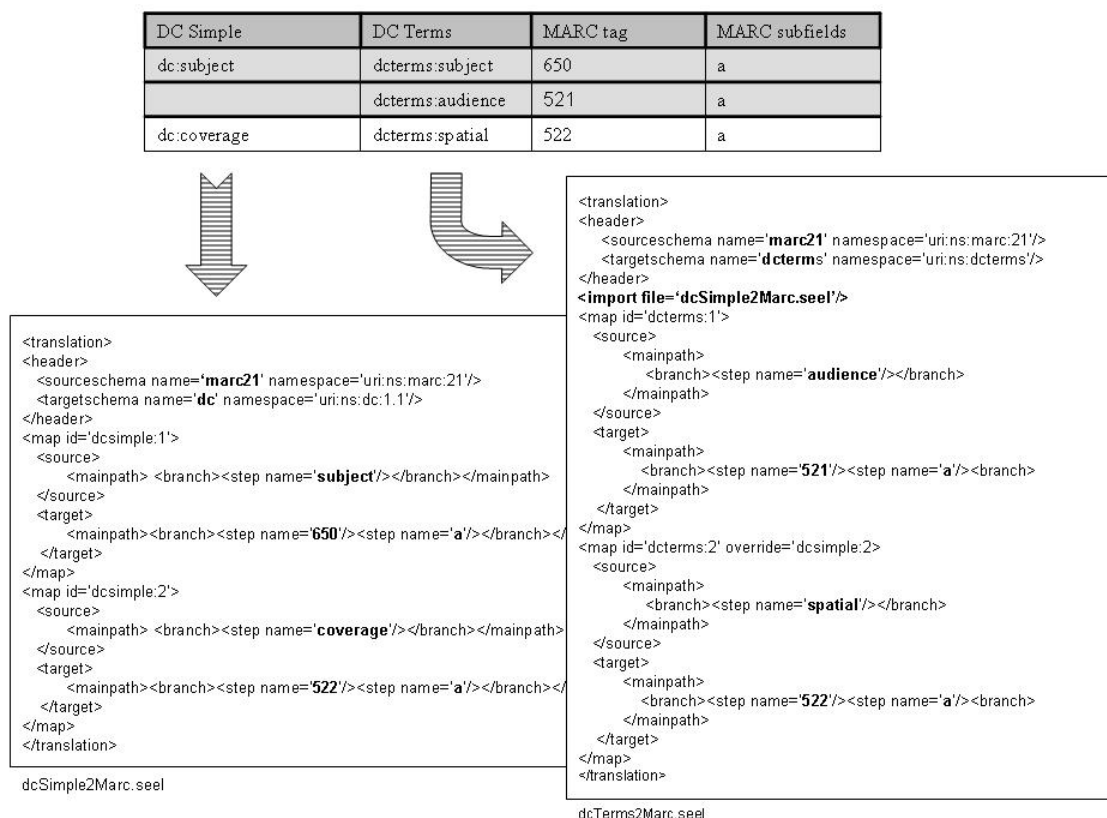 DC Simple DC Terms MARC tag MARC subfields
dc:subject dcterms:subject 650 a
dcterms:audience 521 a
dc:coverage dcterms:spatial 522 a
<translation>
<header>
<sourceschema name=‘marc21' namespace='uri:ns:marc:21'/>
<targetschema name='dc' namespace='uri:ns:dc:1.1'/>
</header>
<map id='dcsimple:1'>
<source>
<mainpath> <branch><step name='subject'/></branch></mainpath>
</source>
<target>
<mainpath><branch><step name='650'/><step name='a'/></branch></
</target>
</map>
<map id='dcsimple:2'>
<source>
<mainpath> <branch><step name='coverage'/></branch></mainpath>
</source>
<target>
<mainpath><branch><step name='522'/><step name='a'/></branch></
</target>
</map>
</translation>
dcSimple2Marc.seel
<translation>
<header>
<sourceschema name='marc21' namespace='uri:ns:marc:21'/>
<targetschema name='dcterms' namespace='uri:ns:dcterms'/>
</header>
<import file=‘dcSimple2Marc.seel’/>
<map id='dcterms:1'>
<source>
<mainpath>
<branch><step name='audience'/></branch>
</mainpath>
</source>
<target>
<mainpath>
<branch><step name='521'/><step name='a'/><branch>
</mainpath>
</target>
</map>
<map id='dcterms:2' override='dcsimple:2>
<source>
<mainpath>
<branch><step name='spatial'/></branch>
</mainpath>
</source>
<target>
<mainpath>
<branch><step name='522'/><step name='a'/><branch>
</mainpath>
</target>
</map>
</translation>
dcTerms2Marc.seel